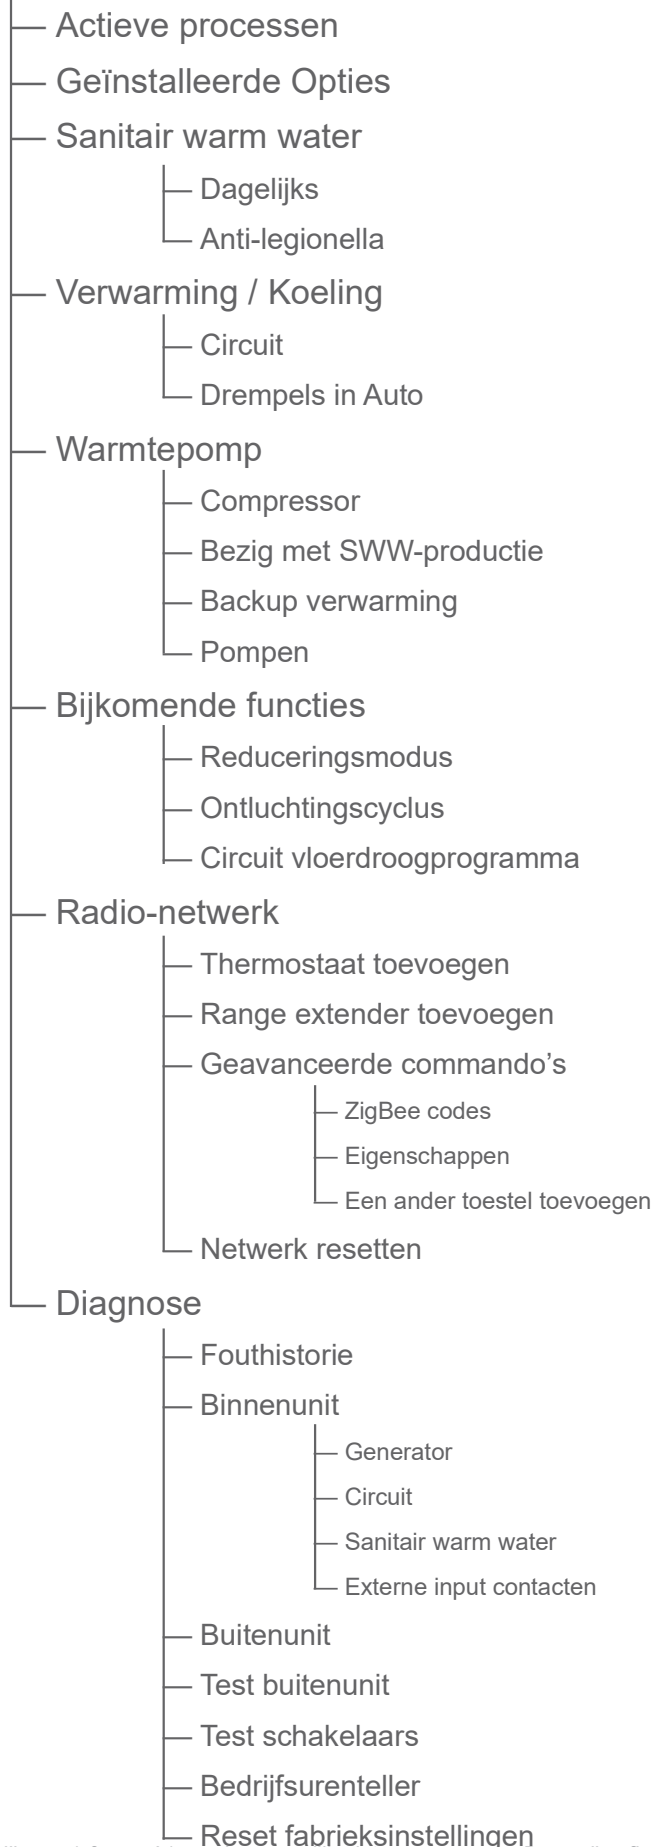 Actieve processen
Geïnstalleerde Opties
Sanitair warm water
Dagelijks
Anti-legionella
Verwarming / Koeling
Circuit
Drempels in Auto
Warmtepomp
Compressor
Bezig met SWW-productie
Backup verwarming
Pompen
Bijkomende functies
Reduceringsmodus
Ontluchtingscyclus
Circuit vloerdroogprogramma
Radio-netwerk
Thermostaat toevoegen
Range extender toevoegen
Geavanceerde commando’s
ZigBee codes
Eigenschappen
Een ander toestel toevoegen
Netwerk resetten
Diagnose
Fouthistorie
Binnenunit
Generator
Circuit
Sanitair warm water
Externe input contacten
Buitenunit
Test buitenunit
Test schakelaars
Bedrijfsurenteller
Reset fabrieksinstellingen